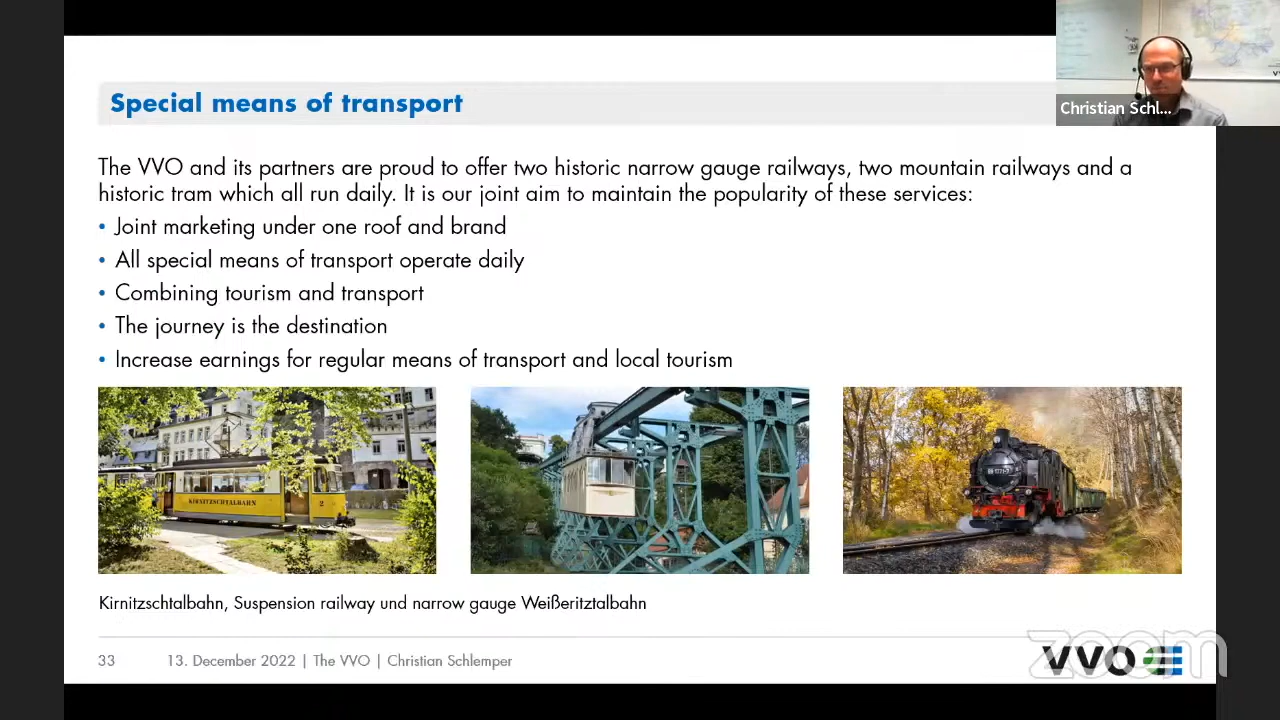 Special means of transport
Christian Schl...
The VVO and its partners are proud to offer two historic narrow gauge railways, two mountain railways and a
historic tram which all run daily. It is our joint aim to maintain the popularity of these services:
• Joint marketing under one roof and brand
• All special means of transport operate daily
• Combining tourism and transport
• The journey is the destination
• Increase earnings for regular means of transport and local tourism
KIRNITZSCHTALBAHN
2
Kirnitzschtalbahn, Suspension railway und narrow gauge Weißeritztalbahn
33
13. December 2022 | The VVO | Christian Schlemper
VVO
zoom